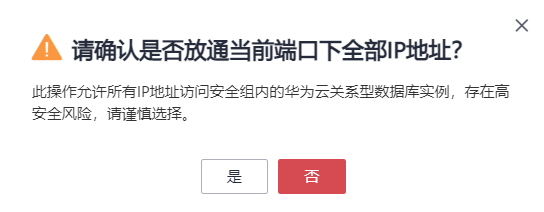 请确认是否放通当前端口下全部IP地址？
此操作允许所有IP地址访问安全组内的华为云关系型数据库实例，存在高
安全风险，请谨慎选择。
是
否